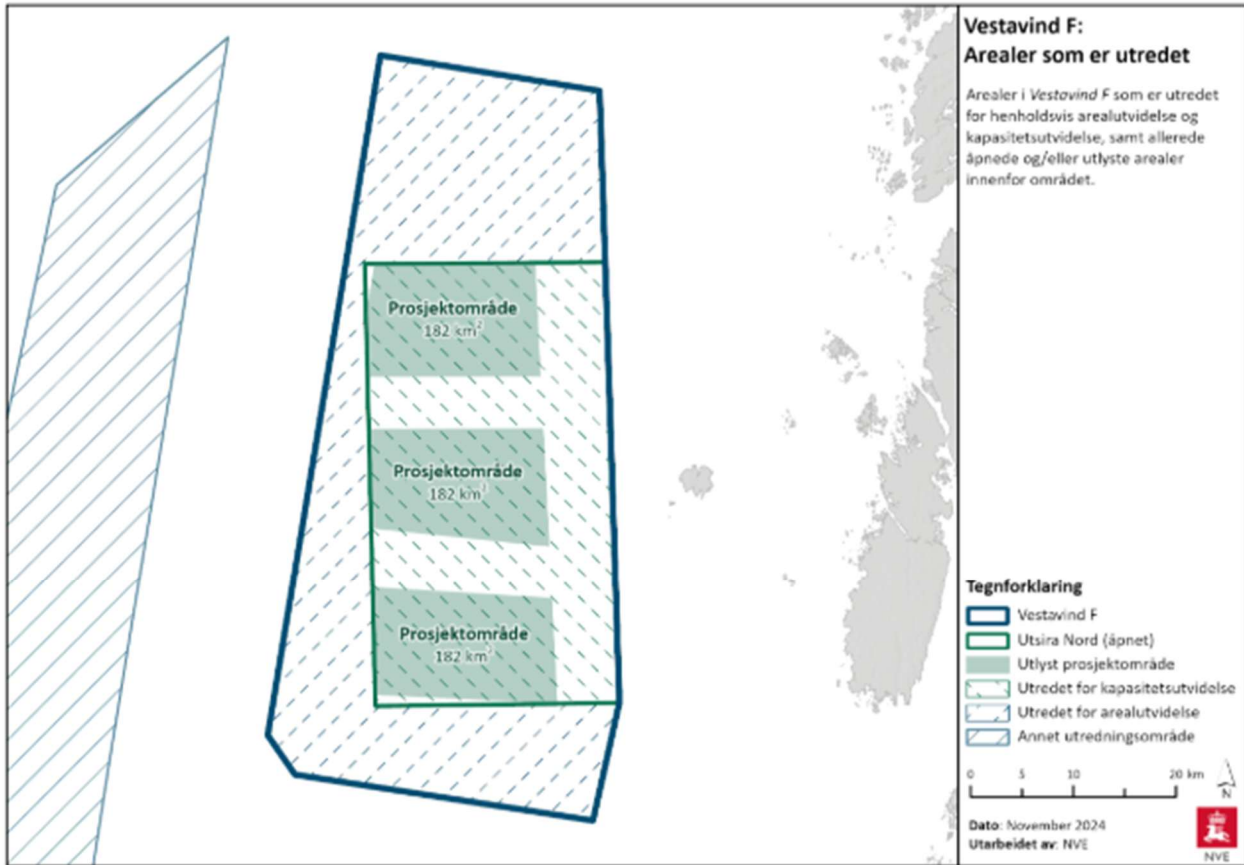 Vestavind F:
Arealer som er utredet
Arealer i Vestavind F som er utredet
for henholdsvis arealutvidelse og
kapasitetsutvidelse, samt allerede
åpnede og/eller utlyste arealer
innenfor området.
Prosjektområde
182 km²
Prosjektområde
182 km²
Prosjektområde
182 km²
Tegnforklaring
Vestavind F
Utsira Nord (åpnet)
Utlyst prosjektområde
Utredet for kapasitetsutvidelse
Utredet for arealutvidelse
Annet utredningsområde
0 5 10 20 km
N
Dato: November 2024
Utarbeidet av: NVE
NVE